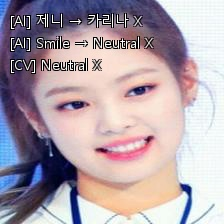 [AI] 제니 → 카리나 X
[AI] Smile → Neutral X
[CV] Neutral X